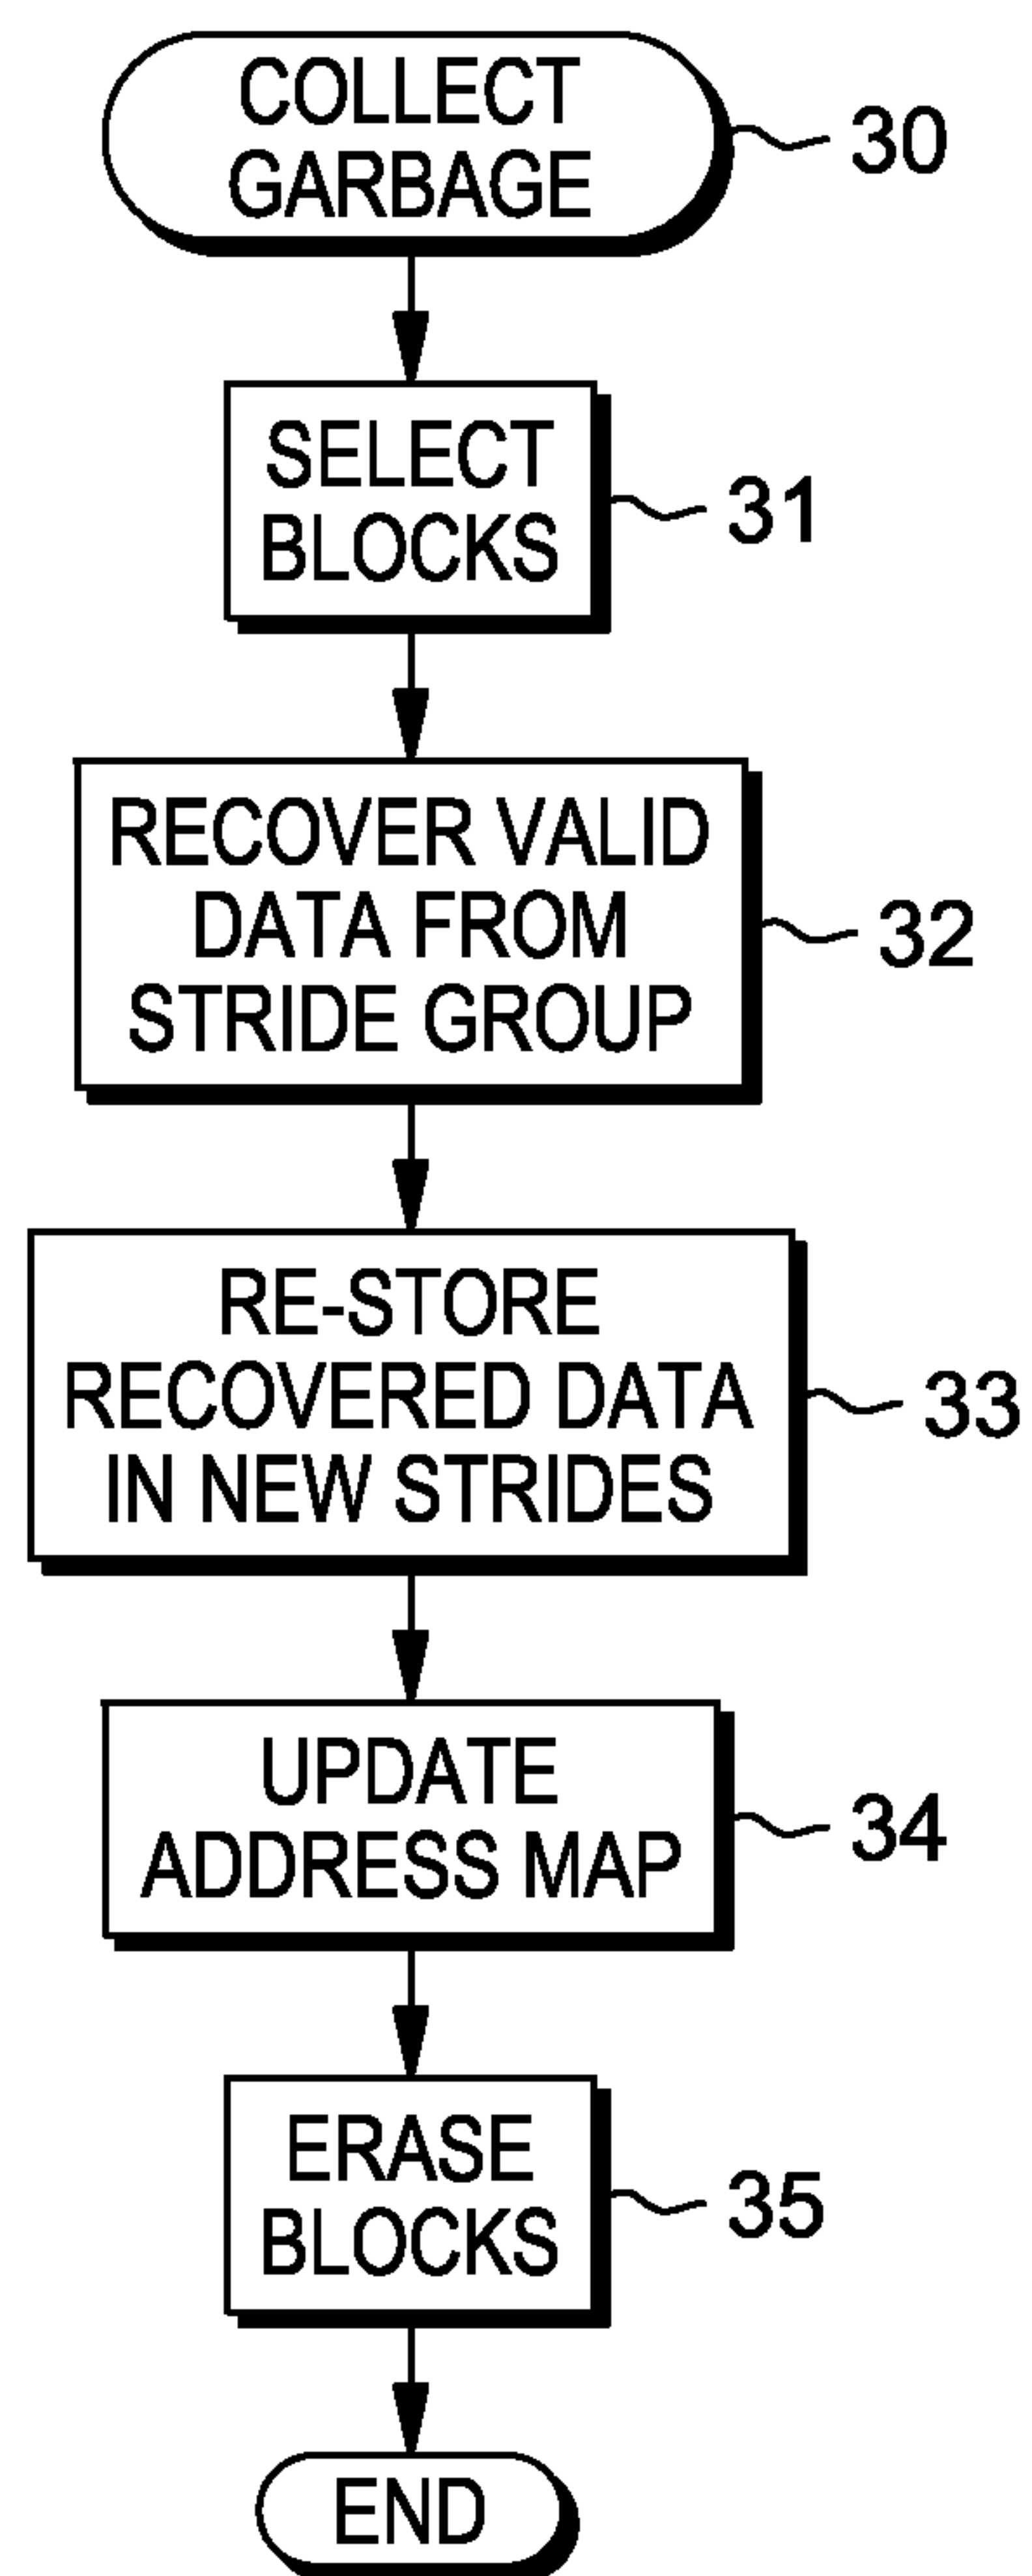 COLLECT
GARBAGE
30
SELECT
BLOCKS
31
RECOVER VALID
DATA FROM
STRIDE GROUP
32
RE-STORE
RECOVERED DATA
IN NEW STRIDES
33
UPDATE
ADDRESS MAP
34
ERASE
BLOCKS
35
END